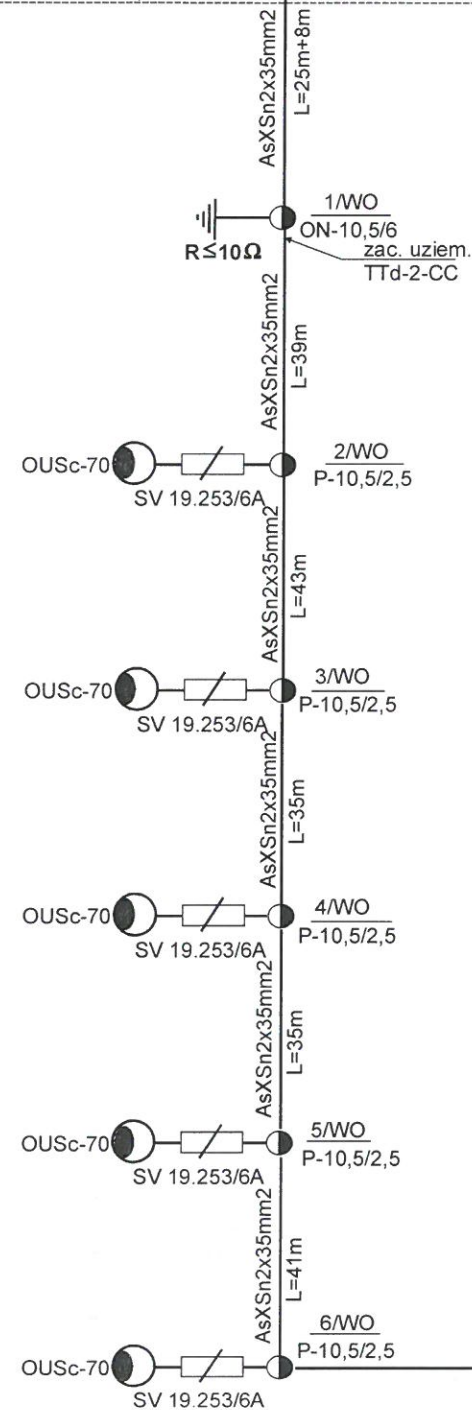 AsXSn2x35mm2
L=25m+8m
1/WO
ON-10,5/6
R≤10Ω
zac. uziem.
TTd-2-CC
AsXSn2x35mm2
L=39m
OUSc-70
SV 19.253/6A
2/WO
P-10,5/2,5
AsXSn2x35mm2
L=43m
OUSc-70
SV 19.253/6A
3/WO
P-10,5/2,5
AsXSn2x35mm2
L=35m
OUSc-70
SV 19.253/6A
4/WO
P-10,5/2,5
AsXSn2x35mm2
L=35m
OUSc-70
SV 19.253/6A
5/WO
P-10,5/2,5
AsXSn2x35mm2
L=41m
6/WO
P-10,5/2,5
OUSc-70
SV 19.253/6A